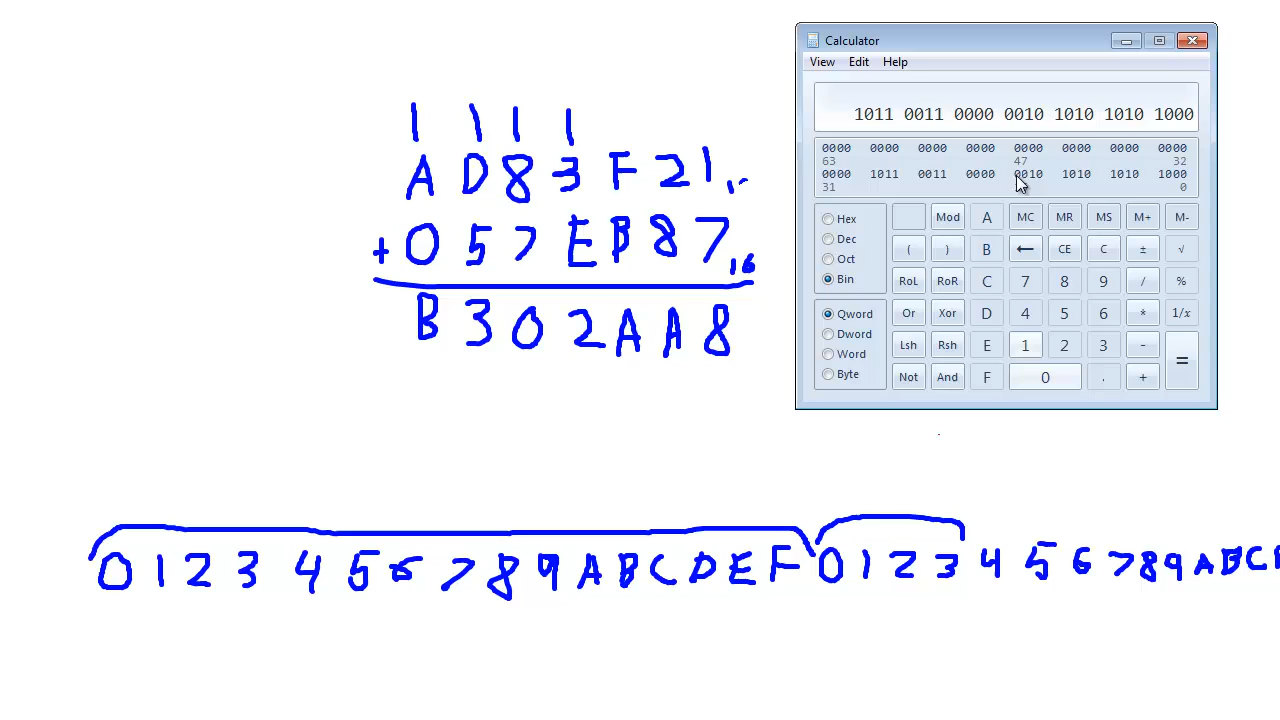 1 1 1 1
A D 8 3 F 2 1 16
+ 0 5 7 E B 8 7 16
B 3 0 2 A A 8
Calculator
View Edit Help
1011 0011 0000 0010 1010 1010 1000
0000 0000 0000 0000 0000 0000 0000 0000
63 47 32
0000 1011 0011 0000 0010 1010 1010 1000
31 0
Hex Mod A MC MR MS M+ M-
Dec ( ) B ← CE C ± √
Oct
Bin RoL RoR C 7 8 9 / %
Qword Or Xor D 4 5 6 * 1/x
Dword
Word Lsh Rsh E 1 2 3 - =
Byte Not And F 0 . +
0 1 2 3 4 5 6 7 8 9 A B C D E F 0 1 2 3 4 5 6 7 8 9 A B C